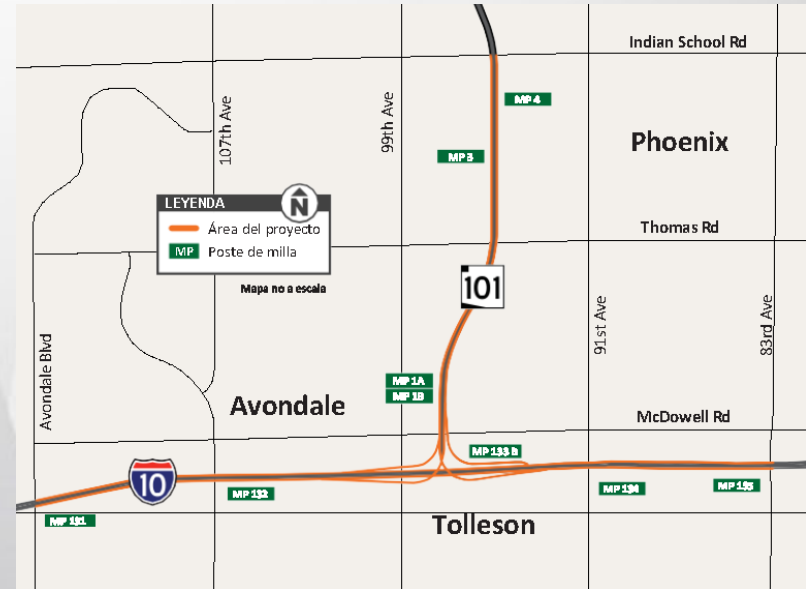 Indian School Rd
MP 4
107th Ave
99th Ave
Phoenix
MP 3
LEYENDA
N
Área del proyecto
MP Poste de milla
Thomas Rd
Mapa no a escala
101
Avondale Blvd
91st Ave
83rd Ave
MP 1A
MP 1B
Avondale
McDowell Rd
MP 133 B
10
MP 132
MP 134
MP 135
MP 131
Tolleson